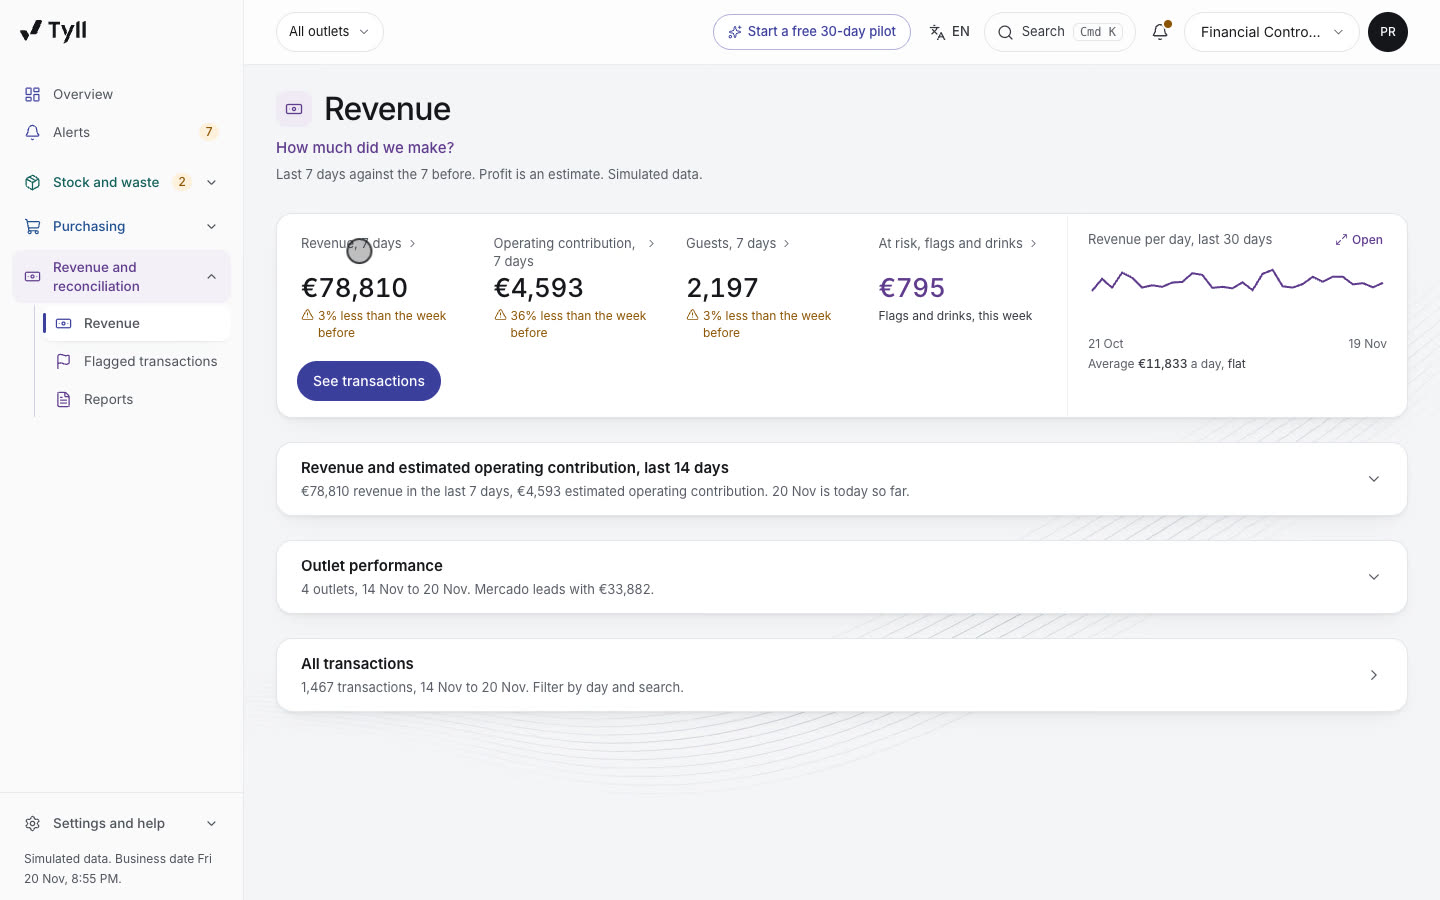 Tyll
All outlets
Start a free 30-day pilot
EN
Search
Cmd K
Financial Contro...
PR
Overview
Alerts
7
Stock and waste
2
Purchasing
Revenue and
reconciliation
Revenue
Flagged transactions
Reports
Settings and help
Simulated data. Business date Fri
20 Nov, 8:55 PM.
Revenue
How much did we make?
Last 7 days against the 7 before. Profit is an estimate. Simulated data.
Revenue, 7 days
€78,810
3% less than the week
before
Operating contribution,
7 days
€4,593
36% less than the week
before
Guests, 7 days
2,197
3% less than the week
before
At risk, flags and drinks
€795
Flags and drinks, this week
See transactions
Revenue per day, last 30 days
Open
21 Oct
19 Nov
Average €11,833 a day, flat
Revenue and estimated operating contribution, last 14 days
€78,810 revenue in the last 7 days, €4,593 estimated operating contribution. 20 Nov is today so far.
Outlet performance
4 outlets, 14 Nov to 20 Nov. Mercado leads with €33,882.
All transactions
1,467 transactions, 14 Nov to 20 Nov. Filter by day and search.